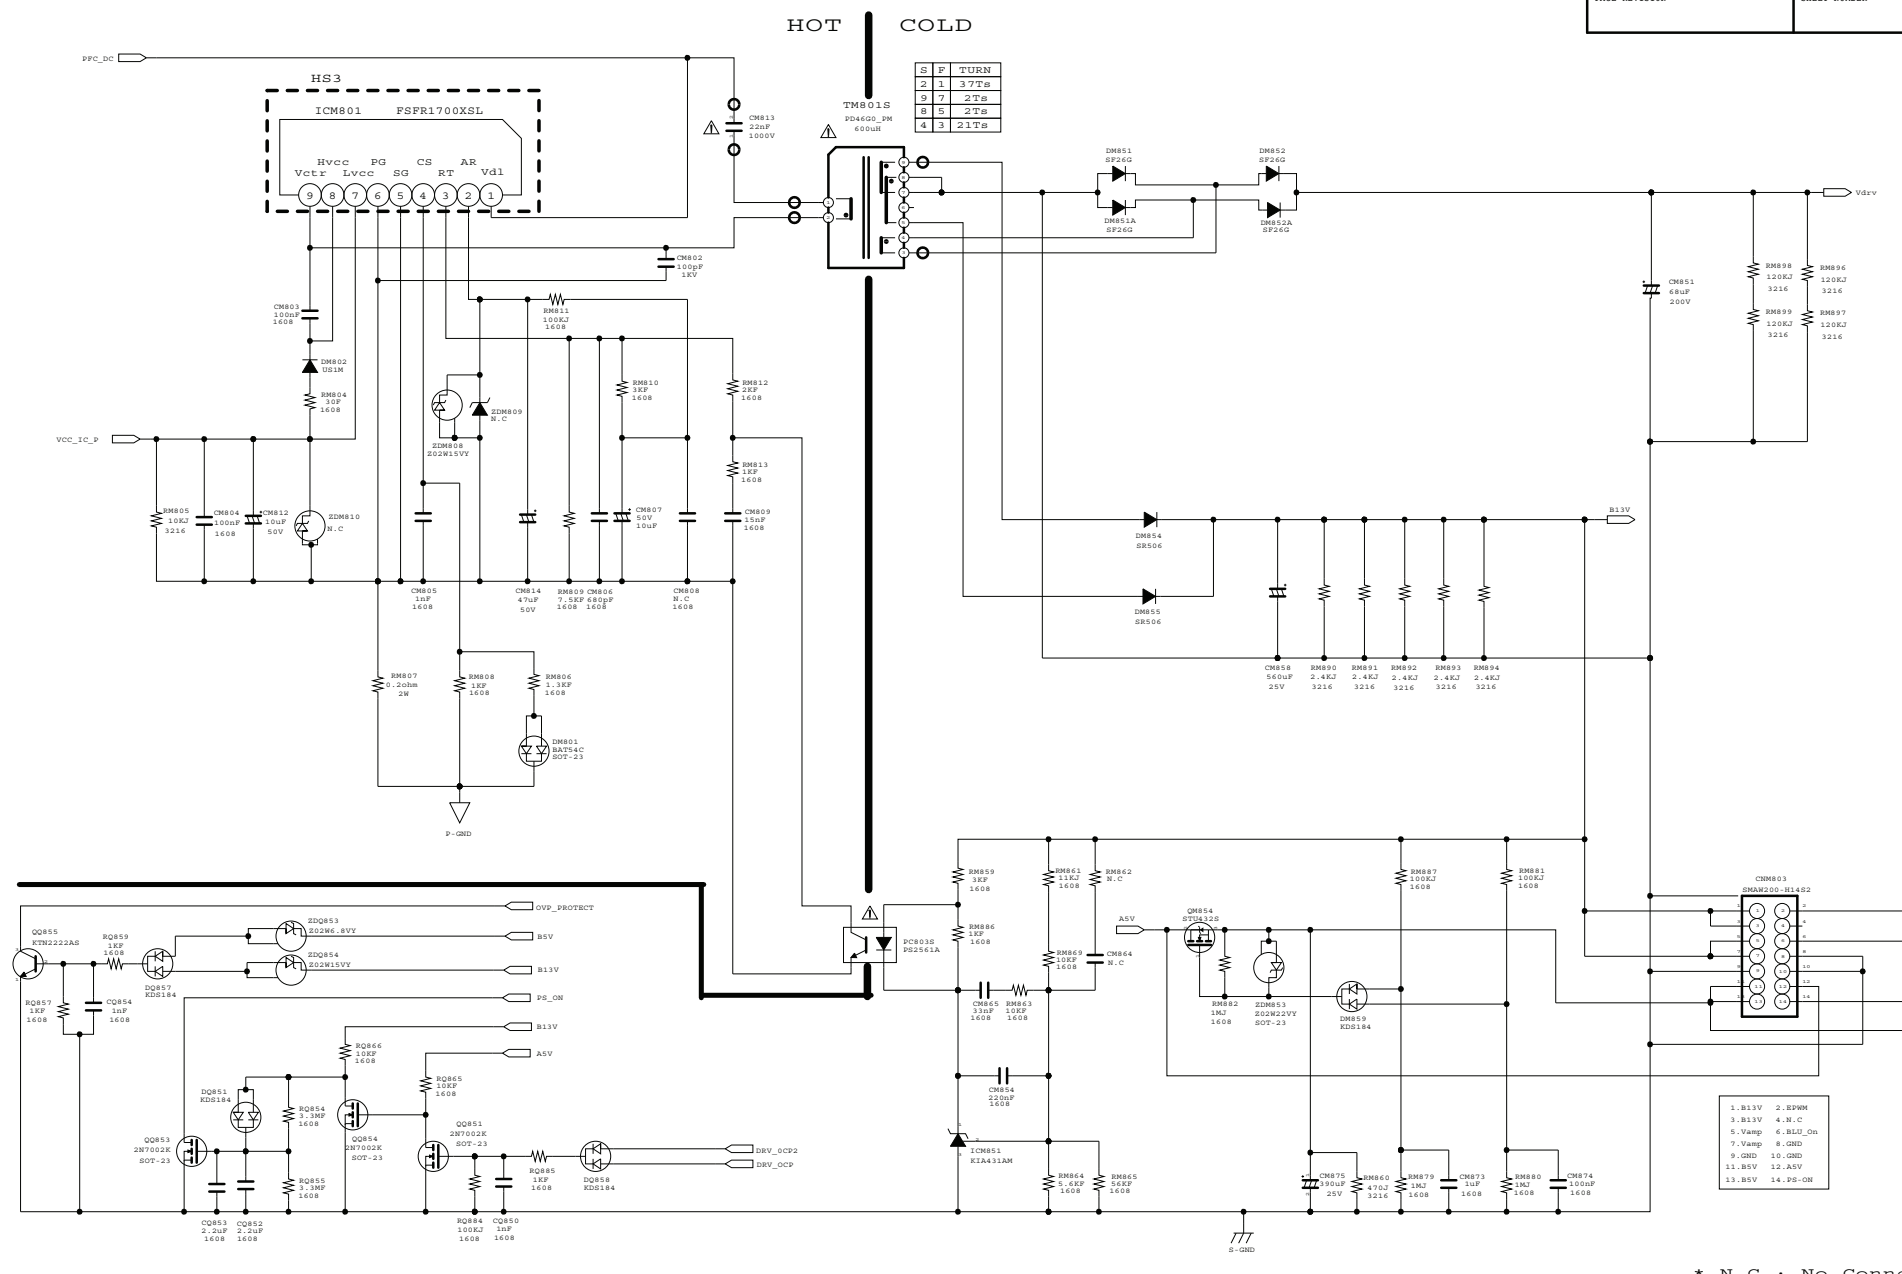 HOT COLD
PFC_DC
HS3
ICM801 FSFR1700XSL
Hvcc PG CS AR
Vctr Lvcc SG RT Vdl
9 8 7 6 5 4 3 2 1
CM813
22nF
1000V
TM801S
PD46G0_PM
600uH
S F TURN
2 1 37Ts
9 7 2Ts
8 5 2Ts
4 3 21Ts
DM851
SF26G
DM852
SF26G
DM851A
SF26G
DM852A
SF26G
Vdrv
CM802
100pF
1KV
CM803
100nF
1608
RM811
100KJ
1608
DM802
US1M
RM804
30F
1608
VCC_IC_P
ZDM809
N.C
ZDM808
Z02W15VY
RM810
3KF
1608
RM812
2KF
1608
RM813
1KF
1608
RM805
10KJ
3216
CM804
100nF
1608
CM812
10uF
50V
ZDM810
N.C
CM807
50V
10uF
CM809
15nF
1608
CM805
1nF
1608
CM814
47uF
50V
RM809
7.5KF
1608
CM806
680pF
1608
CM808
N.C
1608
RM807
0.2ohm
2W
RM808
1KF
1608
RM806
1.3KF
1608
DM801
BAT54C
SOT-23
P-GND
CM851
68uF
200V
RM898
120KJ
3216
RM896
120KJ
3216
RM899
120KJ
3216
RM897
120KJ
3216
B13V
DM854
SR506
DM855
SR506
CM858
560uF
25V
RM890
2.4KJ
3216
RM891
2.4KJ
3216
RM892
2.4KJ
3216
RM893
2.4KJ
3216
RM894
2.4KJ
3216
OVP_PROTECT
QQ855
KTN2222AS
RQ859
1KF
1608
ZDQ853
Z02W6.8VY
B5V
ZDQ854
Z02W15VY
B13V
DQ857
KDS184
RQ857
1KF
1608
CQ854
1nF
1608
PS_ON
B13V
A5V
RQ866
10KF
1608
RQ865
10KF
1608
DQ851
KDS184
RQ854
3.3MF
1608
QQ853
2N7002K
SOT-23
QQ854
2N7002K
SOT-23
QQ851
2N7002K
SOT-23
RQ855
3.3MF
1608
CQ853
2.2uF
1608
CQ852
2.2uF
1608
RQ884
100KJ
1608
CQ850
1nF
1608
RQ885
1KF
1608
DQ858
KDS184
DRV_0CP2
DRV_OCP
PC803S
PS2561A
RM859
3KF
1608
RM886
1KF
1608
RM861
11KJ
1608
RM862
N.C
RM869
10KF
1608
CM864
N.C
CM865
33nF
1608
RM863
10KF
1608
CM854
220nF
1608
ICM851
KIA431AM
RM864
5.6KF
1608
RM865
56KF
1608
A5V
QM854
STU432S
RM882
1MJ
1608
ZDM853
Z02W22VY
SOT-23
DM859
KDS184
RM887
100KJ
1608
RM881
100KJ
1608
CM875
390uF
25V
RM860
470J
3216
RM879
1MJ
1608
CM873
1uF
1608
RM880
1MJ
1608
CM874
100nF
1608
S-GND
CNM803
SMAW200-H14S2
1.B13V 2.EPWM
3.B13V 4.N.C
5.Vamp 6.BLU_On
7.Vamp 8.GND
9.GND 10.GND
11.B5V 12.A5V
13.B5V 14.PS-ON